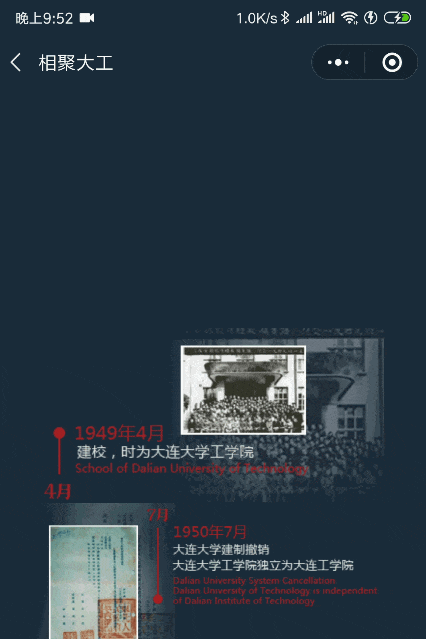 晚上9:52
1.0K/s
HD
相聚大工
1949年4月
建校，时为大连大学工学院
School of Dalian University of Technology
4月
7月
1950年7月
大连大学建制撤销
大连大学工学院独立为大连工学院
Dalian University System Cancellation
Dalian University of Technology is independent
of Dalian Institute of Technology